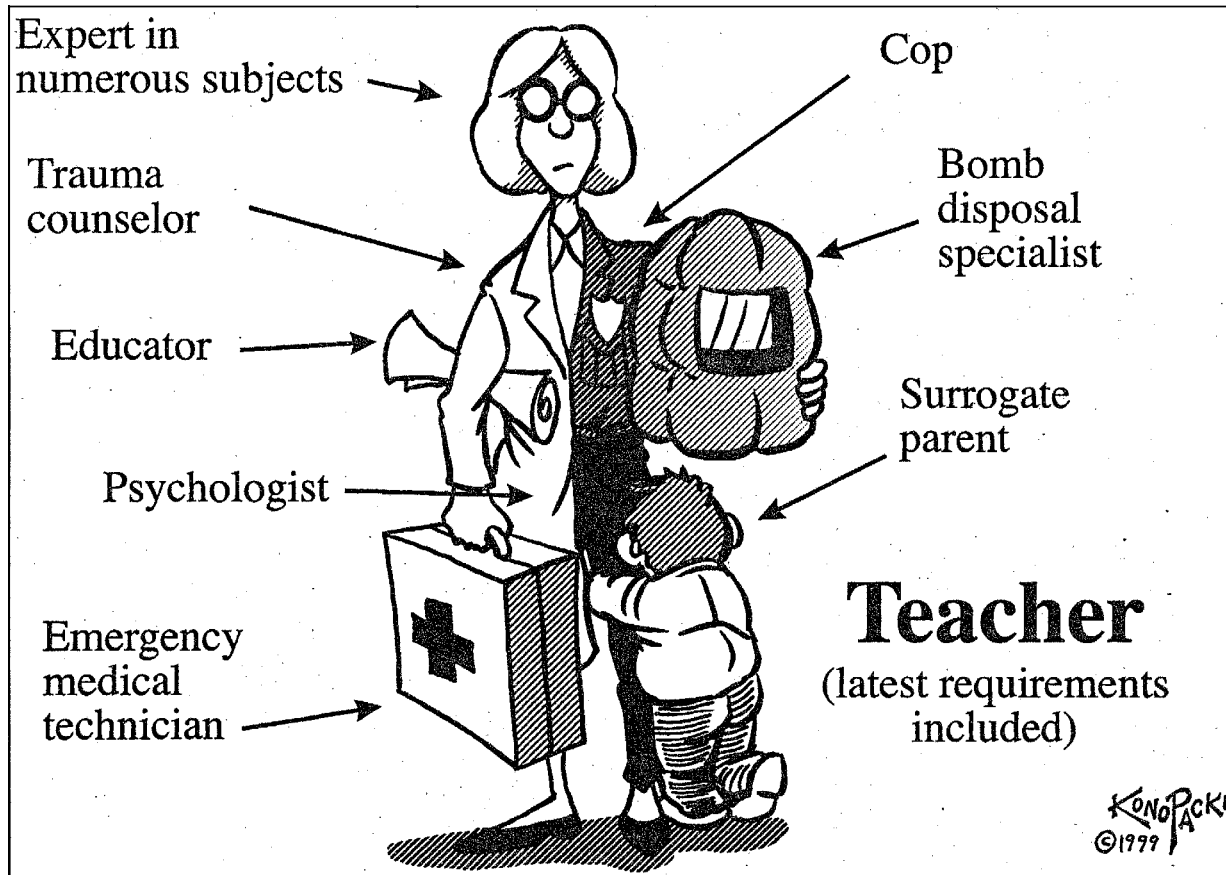 Expert in
numerous subjects
Cop
Trauma
counselor
Bomb
disposal
specialist
Educator
Surrogate
parent
Psychologist
Emergency
medical
technician
Teacher
(latest requirements
included)
KONOPACKI
©1999